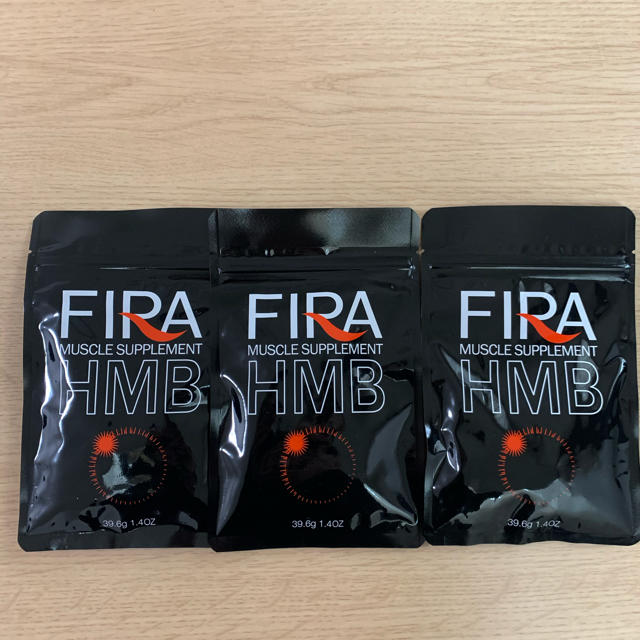 FIRA
MUSCLE SUPPLEMENT
HMB
39.6g 1.4OZ
FIRA
MUSCLE SUPPLEMENT
HMB
39.6g 1.4OZ
FIRA
MUSCLE SUPPLEMENT
HMB
39.6g 1.4OZ